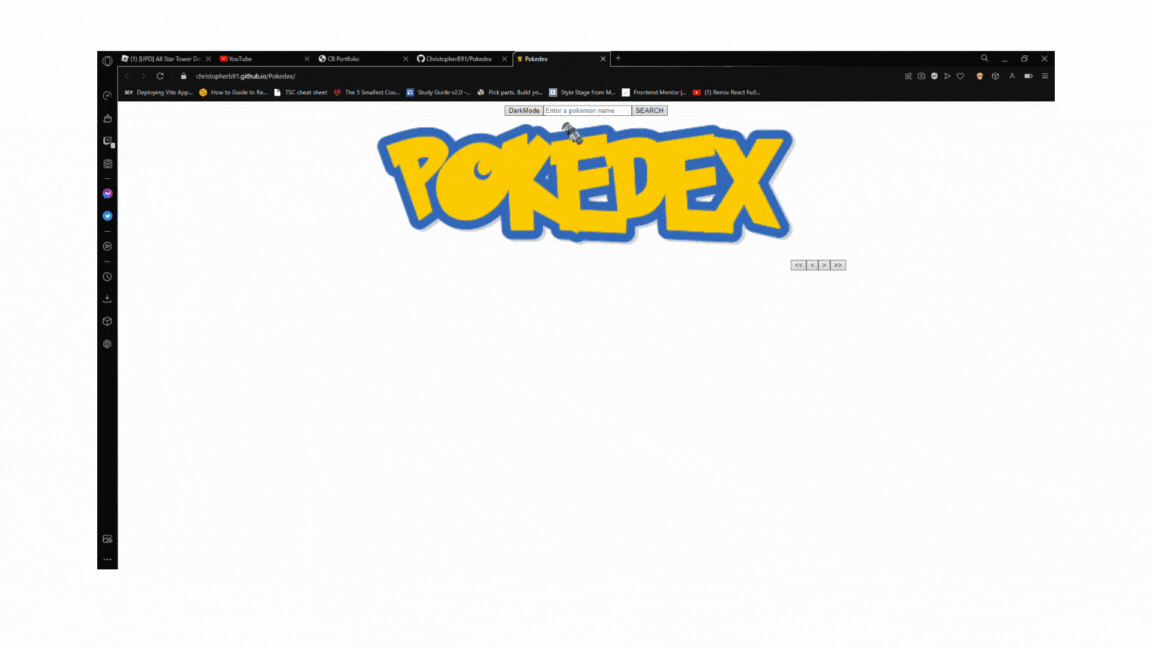 (1) [UPD] All Star Tower De
YouTube
CB Portfolio
Christopher891/Pokedex
Pokedex
christopherb91.github.io/Pokedex/
DEV Deploying Vite App...
How to Guide to Re...
TSC cheat sheet
The 5 Smallest Cou...
Study Guide v2.0 -...
Pick parts. Build yo...
Style Stage from M...
Frontend Mentor |...
(1) Remix React Full...
DarkMode
Enter a pokemon name
SEARCH
POKEDEX
<< < > >>